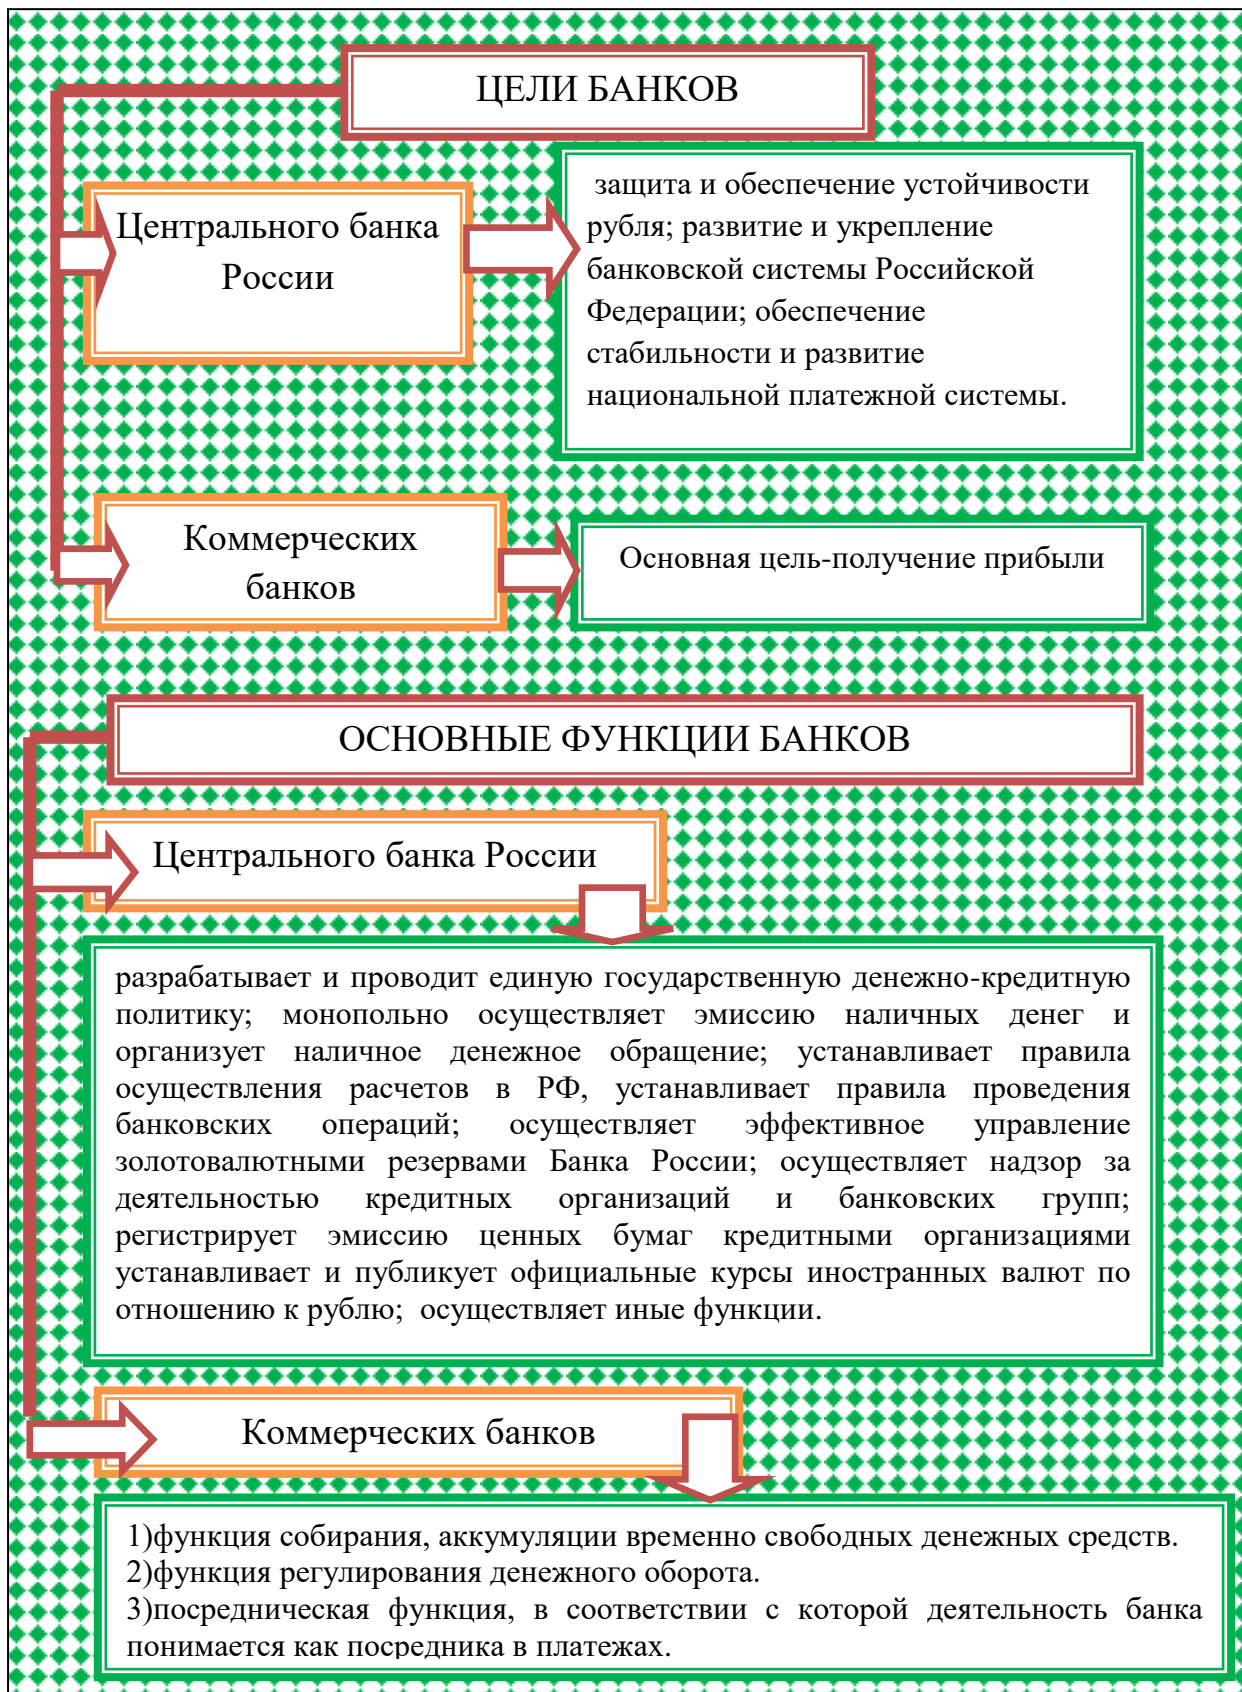 ЦЕЛИ БАНКОВ
Центрального банка
России
защита и обеспечение устойчивости
рубля; развитие и укрепление
банковской системы Российской
Федерации; обеспечение
стабильности и развитие
национальной платежной системы.
Коммерческих
банков
Основная цель-получение прибыли
ОСНОВНЫЕ ФУНКЦИИ БАНКОВ
Центрального банка России
разрабатывает и проводит единую государственную денежно-кредитную
политику; монопольно осуществляет эмиссию наличных денег и
организует наличное денежное обращение; устанавливает правила
осуществления расчетов в РФ, устанавливает правила проведения
банковских операций; осуществляет эффективное управление
золотовалютными резервами Банка России; осуществляет надзор за
деятельностью кредитных организаций и банковских групп;
регистрирует эмиссию ценных бумаг кредитными организациями
устанавливает и публикует официальные курсы иностранных валют по
отношению к рублю; осуществляет иные функции.
Коммерческих банков
1)функция собирания, аккумуляции временно свободных денежных средств.
2)функция регулирования денежного оборота.
3)посредническая функция, в соответствии с которой деятельность банка
понимается как посредника в платежах.